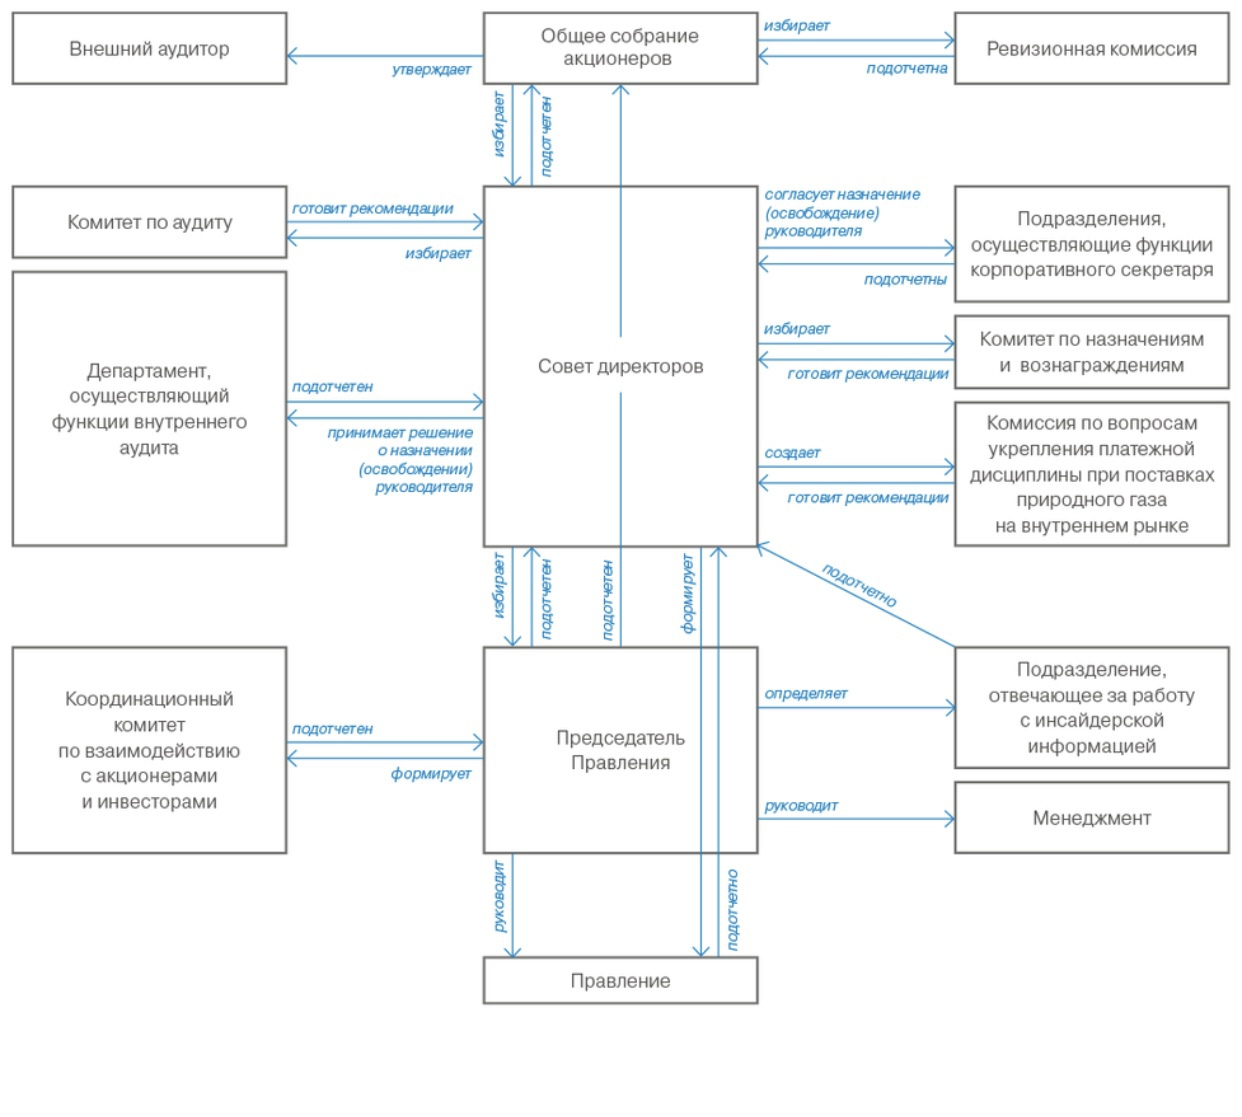 Внешний аудитор
утверждает
Общее собрание
акционеров
избирает
подотчетна
Ревизионная комиссия
избирает
подотчетен
Комитет по аудиту
готовит рекомендации
избирает
Департамент,
осуществляющий
функции внутреннего
аудита
подотчетен
принимает решение
о назначении
(освобождении)
руководителя
Совет директоров
согласует назначение
(освобождение)
руководителя
подотчетны
Подразделения,
осуществляющие функции
корпоративного секретаря
избирает
готовит рекомендации
Комитет по назначениям
и вознаграждениям
создает
готовит рекомендации
Комиссия по вопросам
укрепления платежной
дисциплины при поставках
природного газа
на внутреннем рынке
избирает
подотчетен
подотчетен
формирует
подотчетно
Координационный
комитет
по взаимодействию
с акционерами
и инвесторами
подотчетен
формирует
Председатель
Правления
определяет
Подразделение,
отвечающее за работу
с инсайдерской
информацией
руководит
Менеджмент
руководит
подотчетно
Правление